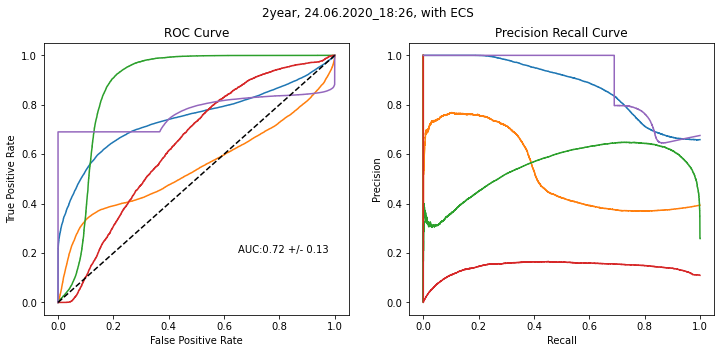 2year, 24.06.2020_18:26, with ECS
ROC Curve
True Positive Rate
1.0
0.8
0.6
0.4
0.2
0.0
AUC:0.72 +/- 0.13
0.0 0.2 0.4 0.6 0.8 1.0
False Positive Rate
Precision Recall Curve
Precision
1.0
0.8
0.6
0.4
0.2
0.0
0.0 0.2 0.4 0.6 0.8 1.0
Recall